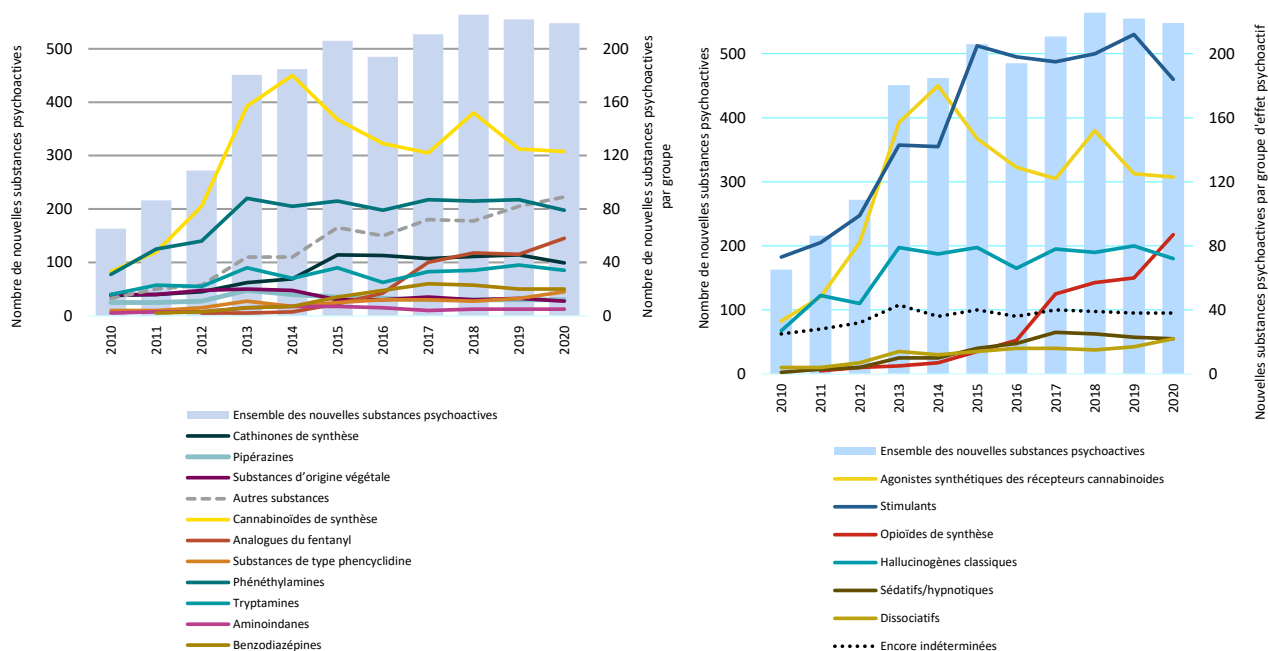 Nombre de nouvelles substances psychoactives
500
400
300
200
100
0
200
160
120
80
40
0
Nombre de nouvelles substances psychoactives
par groupe
2010
2011
2012
2013
2014
2015
2016
2017
2018
2019
2020
Ensemble des nouvelles substances psychoactives
Cathinones de synthèse
Pipérazines
Substances d’origine végétale
Autres substances
Cannabinoïdes de synthèse
Analogues du fentanyl
Substances de type phencyclidine
Phénéthylamines
Tryptamines
Aminoindanes
Benzodiazépines
Nombre de nouvelles substances psychoactives
500
400
300
200
100
0
200
160
120
80
40
0
Nouvelles substances psychoactives par groupe d'effet psychoactif
2010
2011
2012
2013
2014
2015
2016
2017
2018
2019
2020
Ensemble des nouvelles substances psychoactives
Agonistes synthétiques des récepteurs cannabinoides
Stimulants
Opioïdes de synthèse
Hallucinogènes classiques
Sédatifs/hypnotiques
Dissociatifs
Encore indéterminées